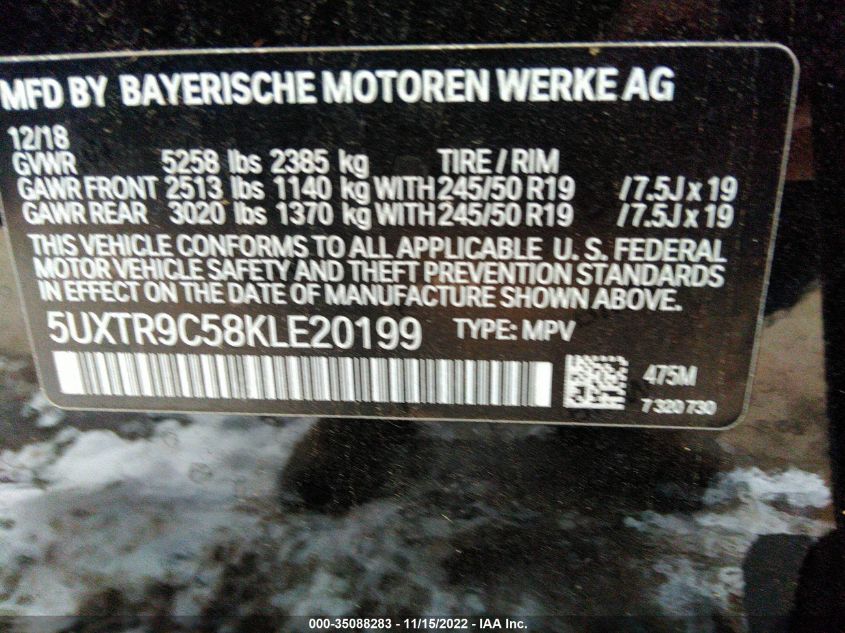 MFD BY BAYERISCHE MOTOREN WERKE AG
12/18
GVWR 5258 lbs 2385 kg TIRE / RIM
GAWR FRONT 2513 lbs 1140 kg WITH 245/50 R19 /7.5J x 19
GAWR REAR 3020 lbs 1370 kg WITH 245/50 R19 /7.5J x 19
THIS VEHICLE CONFORMS TO ALL APPLICABLE U. S. FEDERAL
MOTOR VEHICLE SAFETY AND THEFT PREVENTION STANDARDS
IN EFFECT ON THE DATE OF MANUFACTURE SHOWN ABOVE.
5UXTR9C58KLE20199 TYPE: MPV
475M
7 320 730
000-35088283 - 11/15/2022 - IAA Inc.